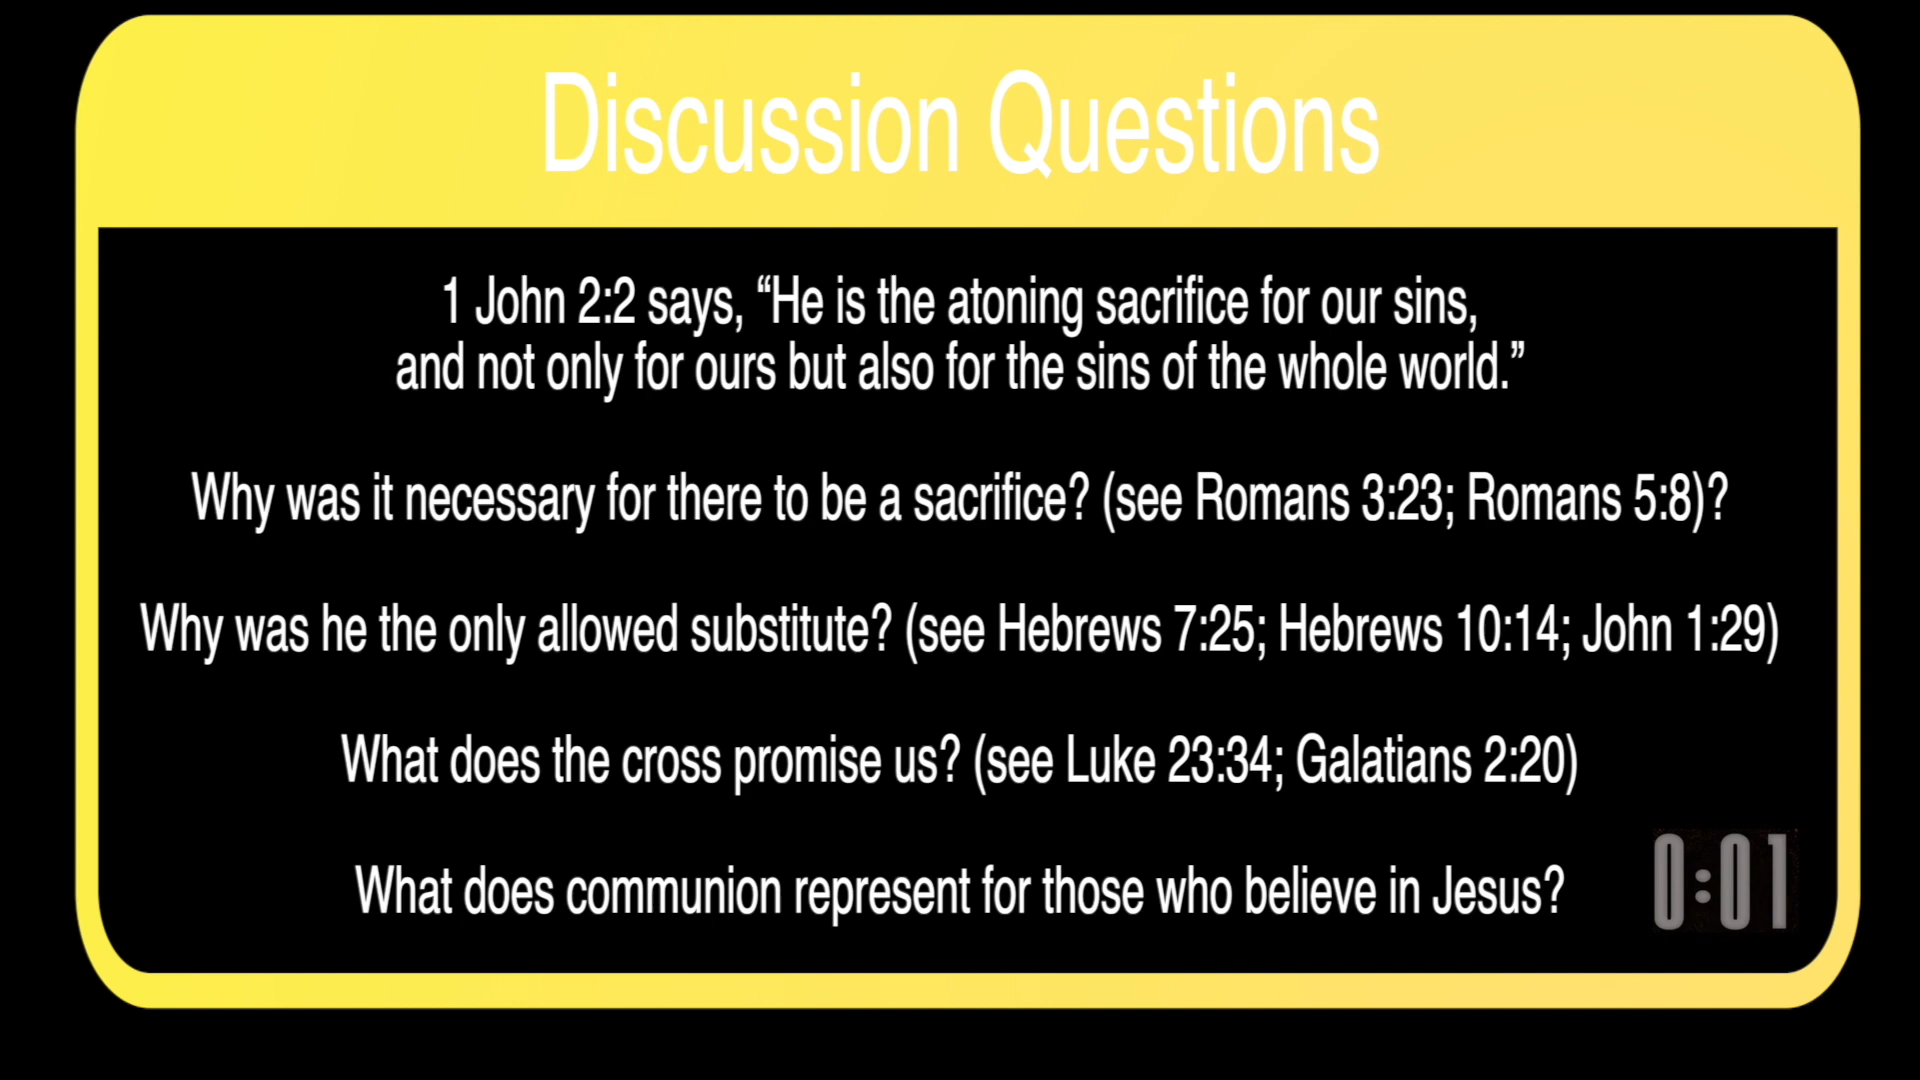 Discussion Questions
1 John 2:2 says, “He is the atoning sacrifice for our sins,
and not only for ours but also for the sins of the whole world.”
Why was it necessary for there to be a sacrifice? (see Romans 3:23; Romans 5:8)?
Why was he the only allowed substitute? (see Hebrews 7:25; Hebrews 10:14; John 1:29)
What does the cross promise us? (see Luke 23:34; Galatians 2:20)
What does communion represent for those who believe in Jesus?
0:01